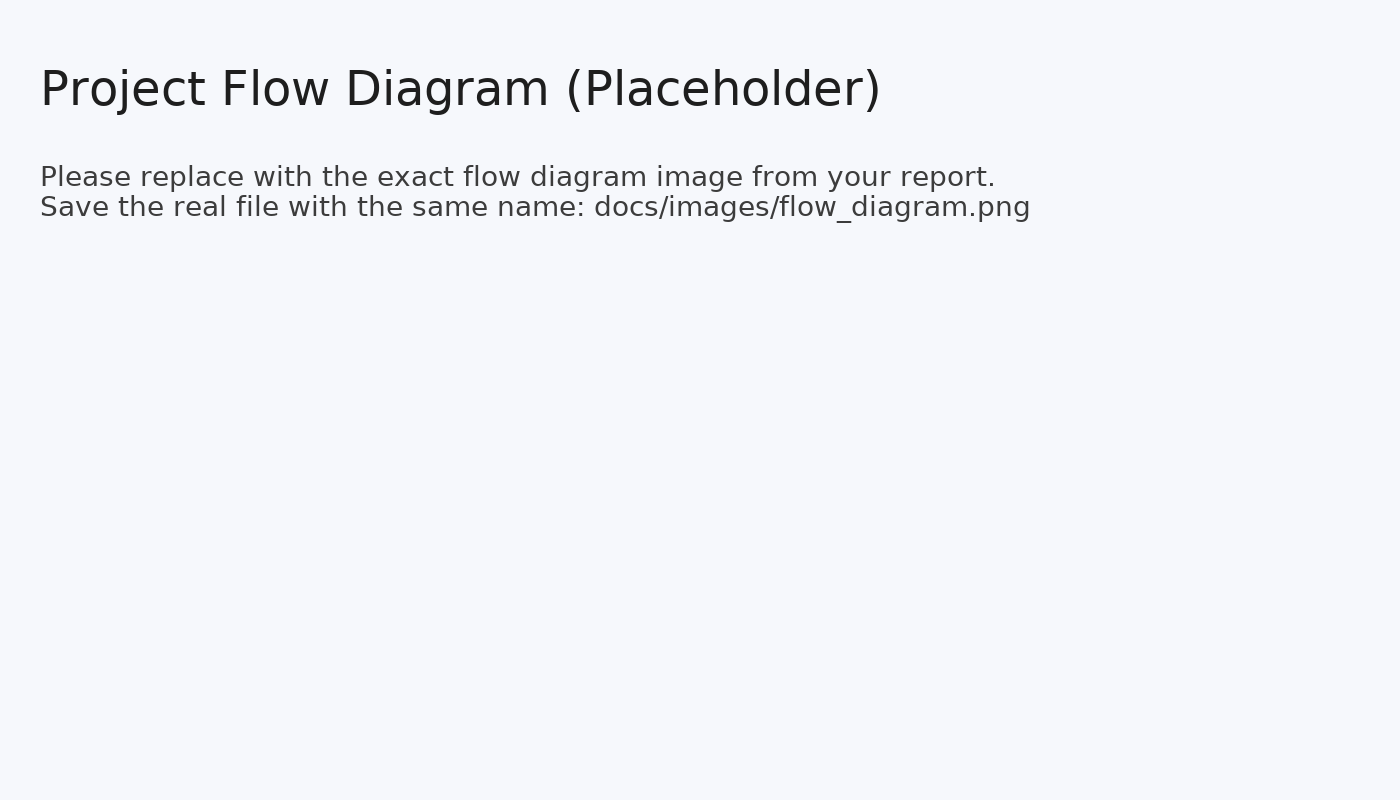 Project Flow Diagram (Placeholder)
Please replace with the exact flow diagram image from your report.
Save the real file with the same name: docs/images/flow_diagram.png